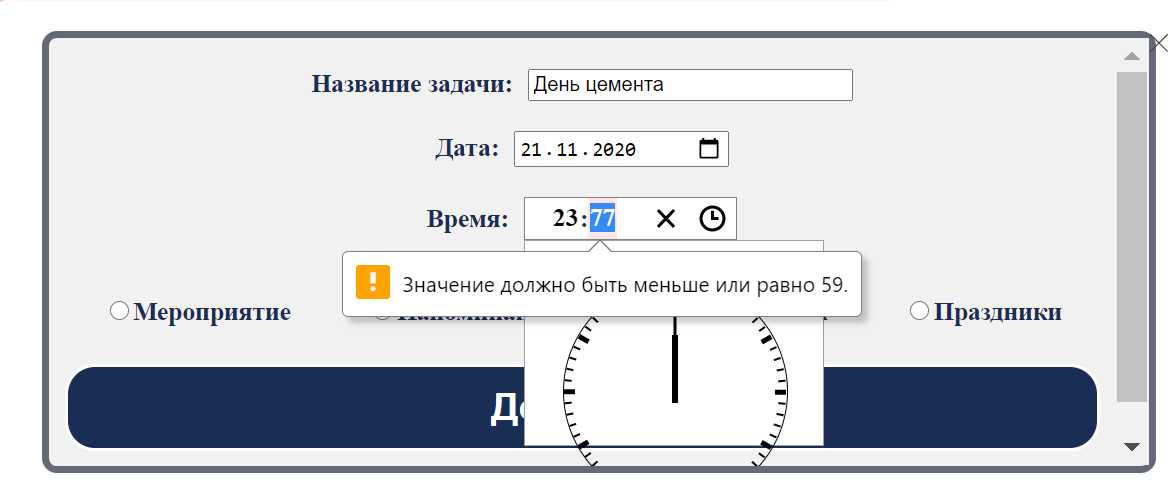 Название задачи: День цемента
Дата: 21.11.2020
Время: 23:77
Значение должно быть меньше или равно 59.
Мероприятие Праздники